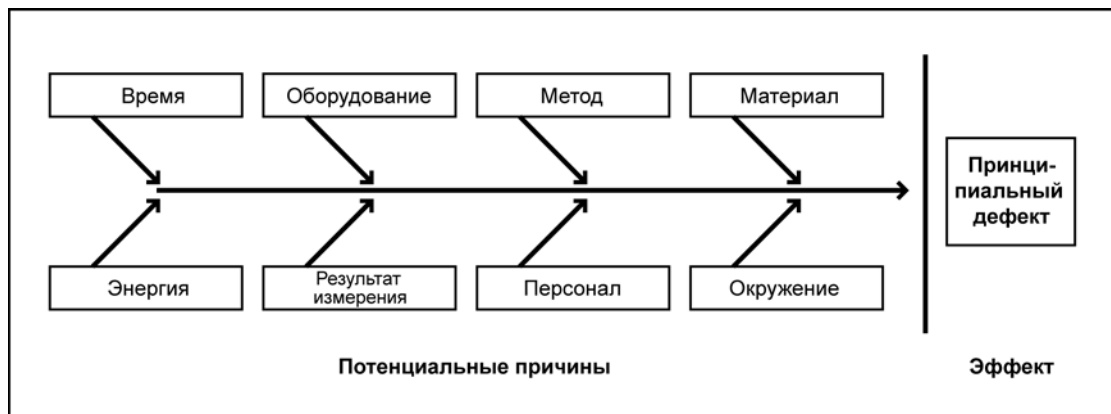 Время
Оборудование
Метод
Материал
Принци-
пиальный
дефект
Энергия
Результат
измерения
Персонал
Окружение
Потенциальные причины
Эффект